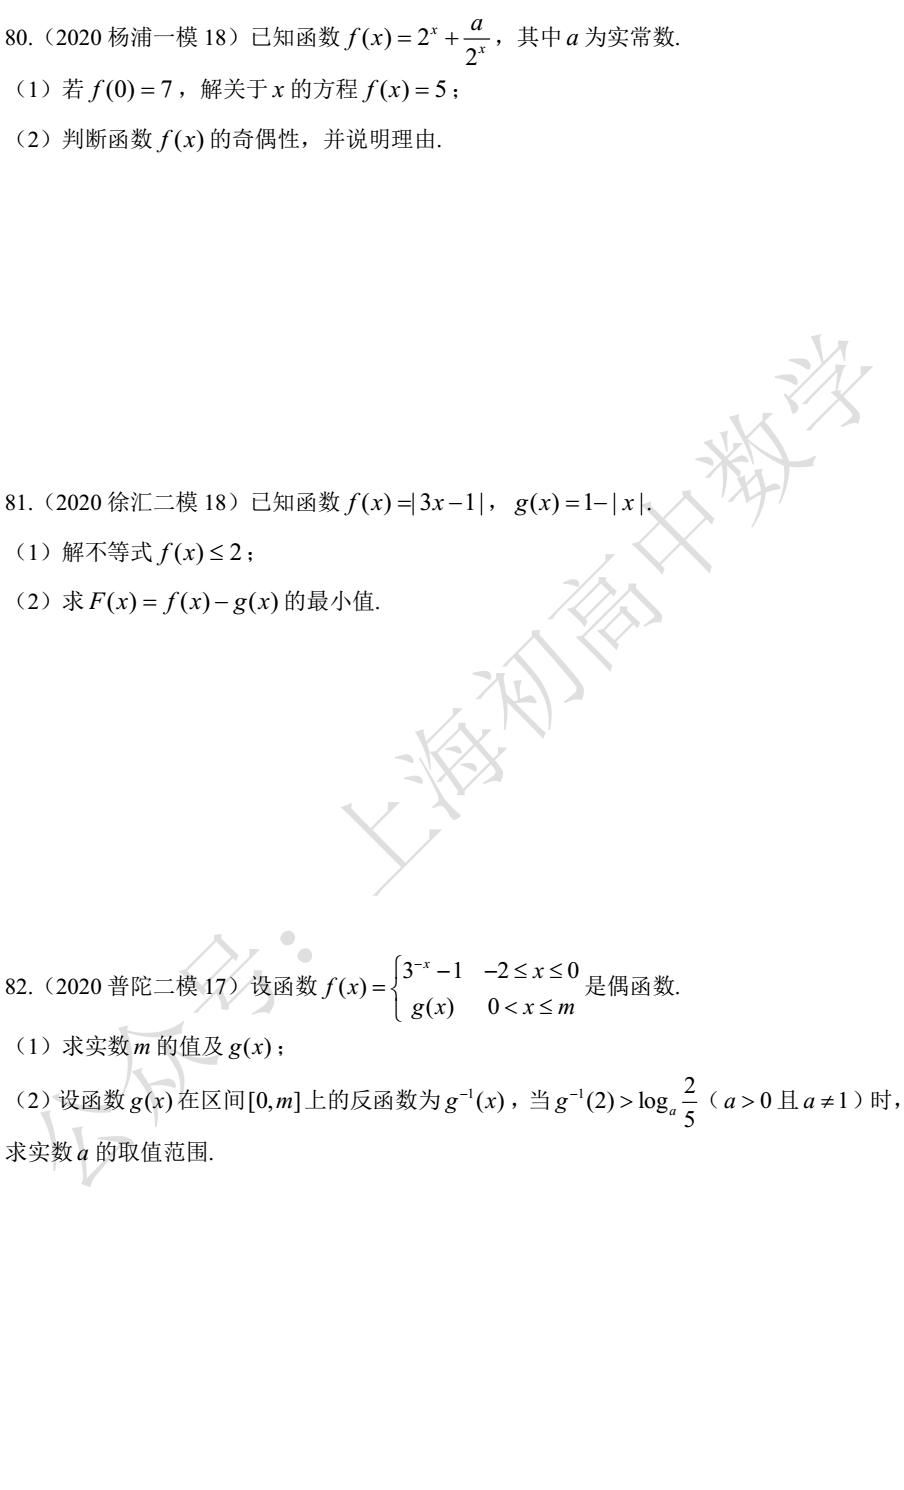 80.（2020 杨浦一模 18）已知函数 f(x) = 2^x + a/2^x，其中 a 为实常数.
（1）若 f(0) = 7，解关于 x 的方程 f(x) = 5；
（2）判断函数 f(x) 的奇偶性，并说明理由.
81.（2020 徐汇二模 18）已知函数 f(x) =| 3x−1|，g(x) = 1− | x |.
（1）解不等式 f(x) ≤ 2；
（2）求 F(x) = f(x) − g(x) 的最小值.
82.（2020 普陀二模 17）设函数 f(x) = { 3^{−x} −1 −2 ≤ x ≤ 0
g(x) 0 < x ≤ m 是偶函数.
（1）求实数 m 的值及 g(x)；
（2）设函数 g(x) 在区间[0, m]上的反函数为 g^{−1}(x)，当 g^{−1}(2) > log_a 2/5（a > 0 且 a ≠ 1）时，
求实数 a 的取值范围.
公众号：上海初高中数学